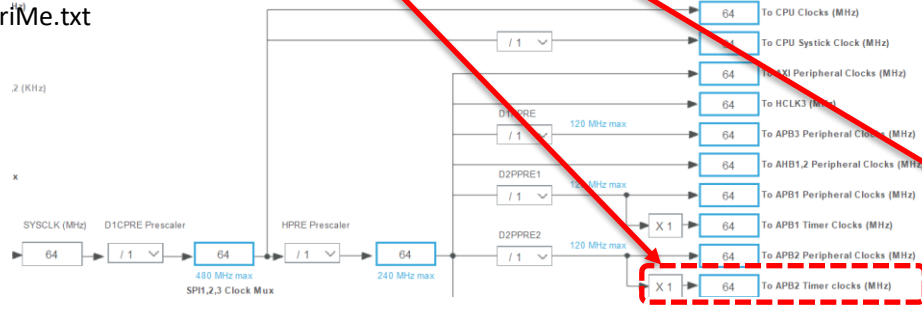 riMe.txt
64 To CPU Clocks (MHz)
/ 1 64 To CPU Systick Clock (MHz)
64 To AXI Peripheral Clocks (MHz)
,2 (KHz)
64 To HCLK3 (MHz)
D1PPRE
/ 1 120 MHz max 64 To APB3 Peripheral Clocks (MHz)
64 To AHB1,2 Peripheral Clocks (MHz)
x
D2PPRE1
/ 1 120 MHz max 64 To APB1 Peripheral Clocks (MHz)
SYSCLK (MHz) D1CPRE Prescaler HPRE Prescaler
X 1 64 To APB1 Timer Clocks (MHz)
D2PPRE2
64 / 1 64 / 1 64 / 1 120 MHz max 64 To APB2 Peripheral Clocks (MHz)
480 MHz max 240 MHz max
SPI1,2,3 Clock Mux
X 1 64 To APB2 Timer clocks (MHz)